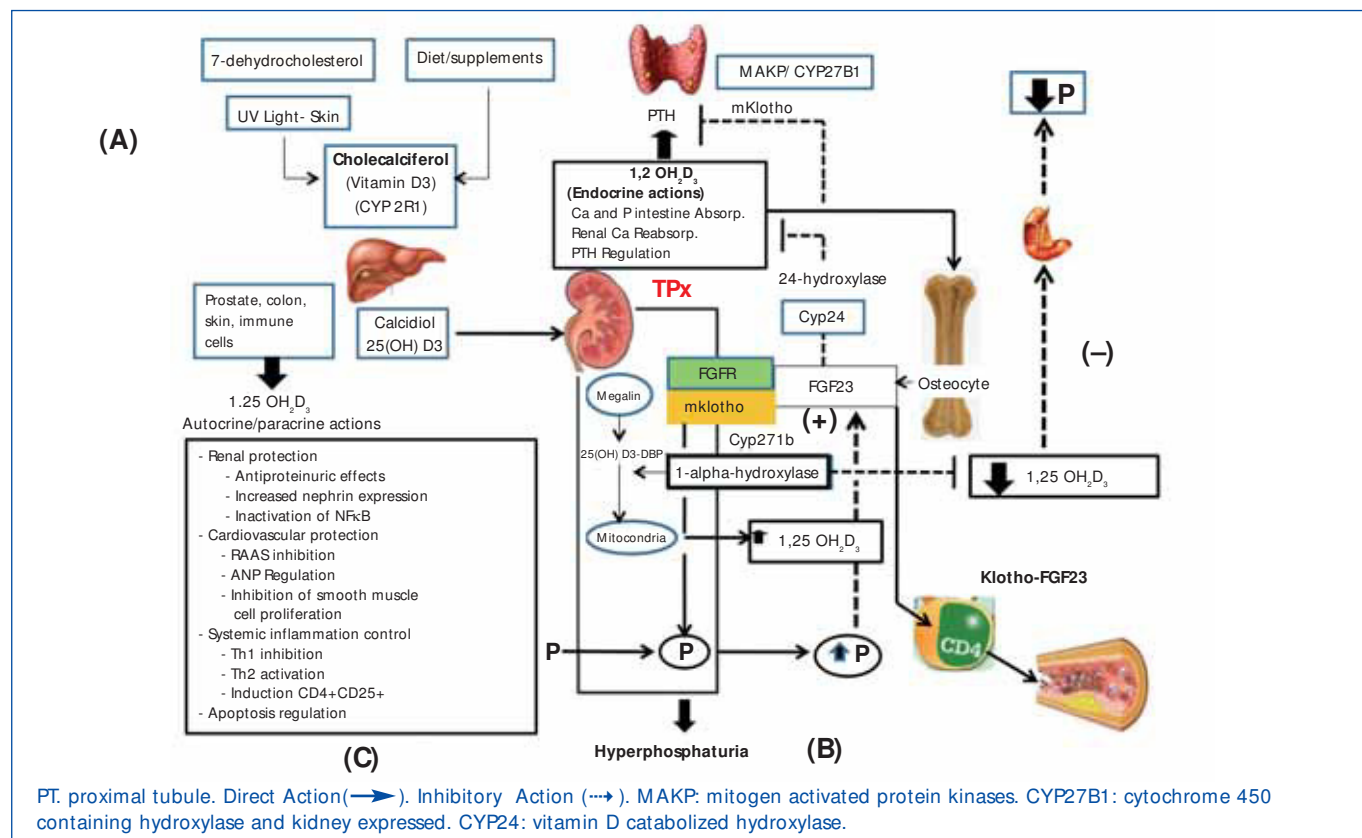 7-dehydrocholesterol
Diet/supplements
UV Light- Skin
(A)
Cholecalciferol
(Vitamin D3)
(CYP 2R1)
MAKP/ CYP27B1
PTH
mKlotho
P
1,2 OH₂D₃
(Endocrine actions)
Ca and P intestine Absorp.
Renal Ca Reabsorp.
PTH Regulation
24-hydroxylase
Cyp24
TPx
Prostate, colon,
skin, immune
cells
Calcidiol
25(OH) D3
1.25 OH₂D₃
Autocrine/paracrine actions
- Renal protection
- Antiproteinuric effects
- Increased nephrin expression
- Inactivation of NFκB
- Cardiovascular protection
- RAAS inhibition
- ANP Regulation
- Inhibition of smooth muscle
cell proliferation
- Systemic inflammation control
- Th1 inhibition
- Th2 activation
- Induction CD4+CD25+
- Apoptosis regulation
(C)
FGFR
mklotho
FGF23
Osteocyte
(–)
(+)
Megalin
25(OH) D3-DBP
Cyp271b
1-alpha-hydroxylase
Mitocondria
1,25 OH₂D₃
1,25 OH₂D₃
Klotho-FGF23
CD4
P
P
P
Hyperphosphaturia
(B)
PT. proximal tubule. Direct Action( → ). Inhibitory Action ( ⇢ ). MAKP: mitogen activated protein kinases. CYP27B1: cytochrome 450
containing hydroxylase and kidney expressed. CYP24: vitamin D catabolized hydroxylase.